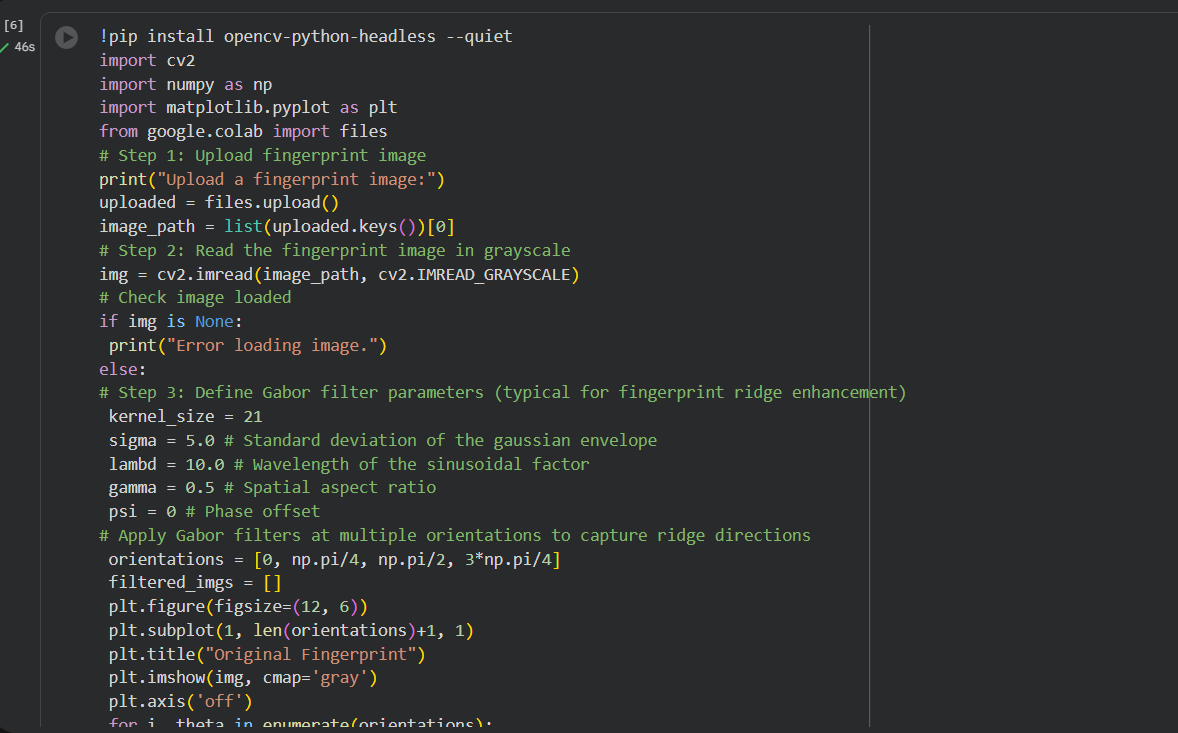 [6]
46s
!pip install opencv-python-headless --quiet
import cv2
import numpy as np
import matplotlib.pyplot as plt
from google.colab import files
# Step 1: Upload fingerprint image
print("Upload a fingerprint image:")
uploaded = files.upload()
image_path = list(uploaded.keys())[0]
# Step 2: Read the fingerprint image in grayscale
img = cv2.imread(image_path, cv2.IMREAD_GRAYSCALE)
# Check image loaded
if img is None:
 print("Error loading image.")
else:
# Step 3: Define Gabor filter parameters (typical for fingerprint ridge enhancement)
 kernel_size = 21
 sigma = 5.0 # Standard deviation of the gaussian envelope
 lambd = 10.0 # Wavelength of the sinusoidal factor
 gamma = 0.5 # Spatial aspect ratio
 psi = 0 # Phase offset
# Apply Gabor filters at multiple orientations to capture ridge directions
 orientations = [0, np.pi/4, np.pi/2, 3*np.pi/4]
 filtered_imgs = []
 plt.figure(figsize=(12, 6))
 plt.subplot(1, len(orientations)+1, 1)
 plt.title("Original Fingerprint")
 plt.imshow(img, cmap='gray')
 plt.axis('off')
 for i, theta in enumerate(orientations):